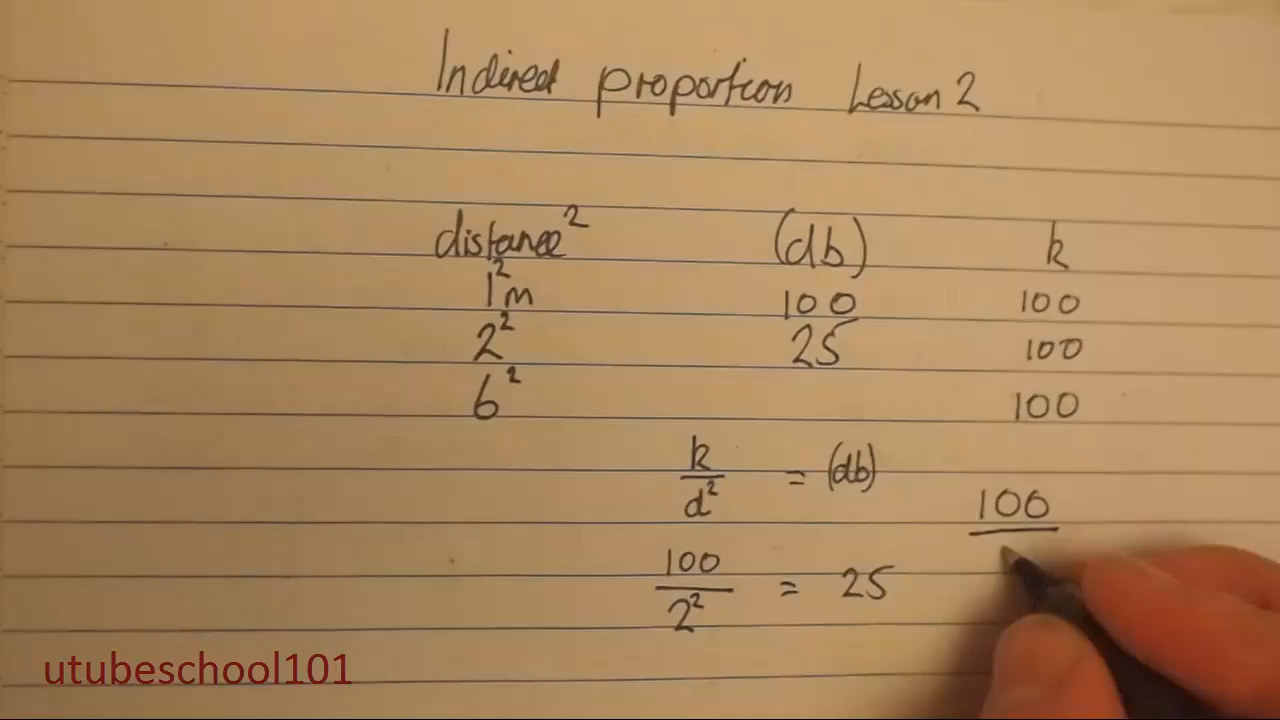 Indirect proportion Lesson 2
distance² (db) k
1²m 100 100
2² 25 100
6² 100
k/d² = (db)
100
100/2² = 25
utubeschool101